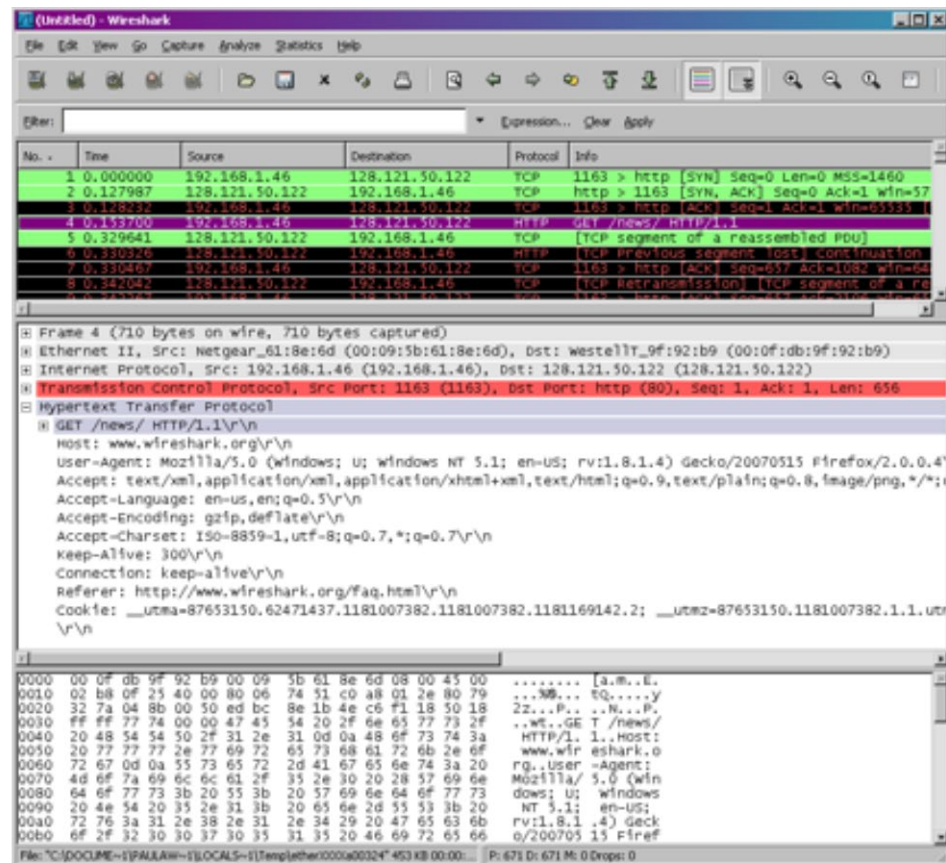 (Untitled) - Wireshark
File Edit View Go Capture Analyze Statistics Help
Filter: Expression... Clear Apply
No. . Time Source Destination Protocol Info
1 0.000000 192.168.1.46 128.121.50.122 TCP 1163 > http [SYN] Seq=0 Len=0 MSS=1460
2 0.127987 128.121.50.122 192.168.1.46 TCP http > 1163 [SYN, ACK] Seq=0 Ack=1 Win=57
3 0.128232 192.168.1.46 128.121.50.122 TCP 1163 > http [ACK] Seq=1 Ack=1 Win=65535
4 0.153700 192.168.1.46 128.121.50.122 HTTP GET /news/ HTTP/1.1
5 0.329641 128.121.50.122 192.168.1.46 TCP [TCP segment of a reassembled PDU]
6 0.330326 128.121.50.122 192.168.1.46 HTTP [TCP Previous segment lost] Continuation
7 0.330467 192.168.1.46 128.121.50.122 TCP 1163 > http [ACK] Seq=657 Ack=1082 Win=64
8 0.342042 128.121.50.122 192.168.1.46 TCP [TCP Retransmission] [TCP segment of a re
Frame 4 (710 bytes on wire, 710 bytes captured)
Ethernet II, Src: Netgear_61:8e:6d (00:09:5b:61:8e:6d), Dst: WestellT_9f:92:b9 (00:0f:db:9f:92:b9)
Internet Protocol, Src: 192.168.1.46 (192.168.1.46), Dst: 128.121.50.122 (128.121.50.122)
Transmission Control Protocol, Src Port: 1163 (1163), Dst Port: http (80), Seq: 1, Ack: 1, Len: 656
Hypertext Transfer Protocol
GET /news/ HTTP/1.1\r\n
Host: www.wireshark.org\r\n
User-Agent: Mozilla/5.0 (Windows; U; Windows NT 5.1; en-US; rv:1.8.1.4) Gecko/20070515 Firefox/2.0.0.4\
Accept: text/xml,application/xml,application/xhtml+xml,text/html;q=0.9,text/plain;q=0.8,image/png,*/*;
Accept-Language: en-us,en;q=0.5\r\n
Accept-Encoding: gzip,deflate\r\n
Accept-Charset: ISO-8859-1,utf-8;q=0.7,*;q=0.7\r\n
Keep-Alive: 300\r\n
Connection: keep-alive\r\n
Referer: http://www.wireshark.org/faq.html\r\n
Cookie: __utma=87653150.62471437.1181007382.1181007382.1181169142.2; __utmz=87653150.1181007382.1.1.utm
\r\n
0000 00 0f db 9f 92 b9 00 09 5b 61 8e 6d 08 00 45 00 ........ [a.m..E.
0010 02 b8 0f 25 40 00 80 06 74 51 c0 a8 01 2e 80 79 ...%@... tQ.....y
0020 32 7a 04 8b 00 50 ed bc 8e 1b 4e c6 f1 18 50 18 2z...P.. ..N...P.
0030 ff ff 77 74 00 00 47 45 54 20 2f 6e 65 77 73 2f ..wt..GE T /news/
0040 20 48 54 54 50 2f 31 2e 31 0d 0a 48 6f 73 74 3a HTTP/1. 1..Host:
0050 20 77 77 77 2e 77 69 72 65 73 68 61 72 6b 2e 6f www.wir eshark.o
0060 72 67 0d 0a 55 73 65 72 2d 41 67 65 6e 74 3a 20 rg..User -Agent:
0070 4d 6f 7a 69 6c 6c 61 2f 35 2e 30 20 28 57 69 6e Mozilla/ 5.0 (Win
0080 64 6f 77 73 3b 20 55 3b 20 57 69 6e 64 6f 77 73 dows; U; Windows
0090 20 4e 54 20 35 2e 31 3b 20 65 6e 2d 55 53 3b 20 NT 5.1; en-US;
00a0 72 76 3a 31 2e 38 2e 31 2e 34 29 20 47 65 63 6b rv:1.8.1 .4) Geck
00b0 6f 2f 32 30 30 37 30 35 31 35 20 46 69 72 65 66 o/200705 15 Firef
File: "C:\DOCUME~1\PAULAW~1\LOCALS~1\Temp\etherXXXXa00324" 453 KB 00:00:... P: 671 D: 671 M: 0 Drops: 0